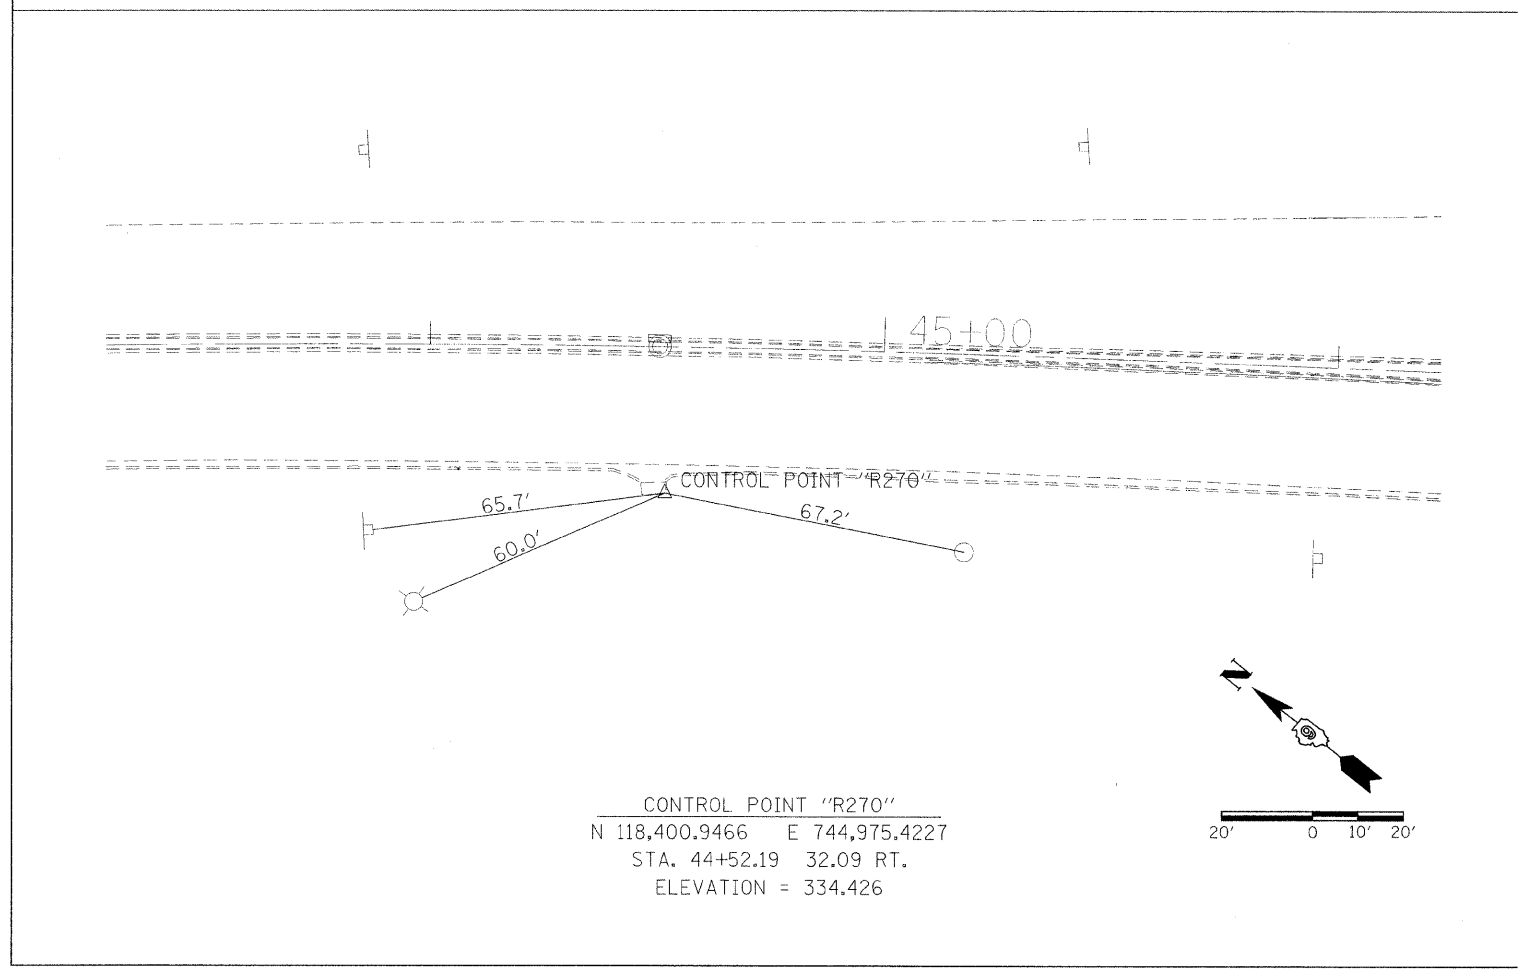 45+00
CONTROL POINT "R270"
65.7'
67.2'
60.0'
N
CONTROL POINT "R270"
N 118,400.9466 E 744,975.4227
STA. 44+52.19 32.09 RT.
ELEVATION = 334.426
20' 0 10' 20'